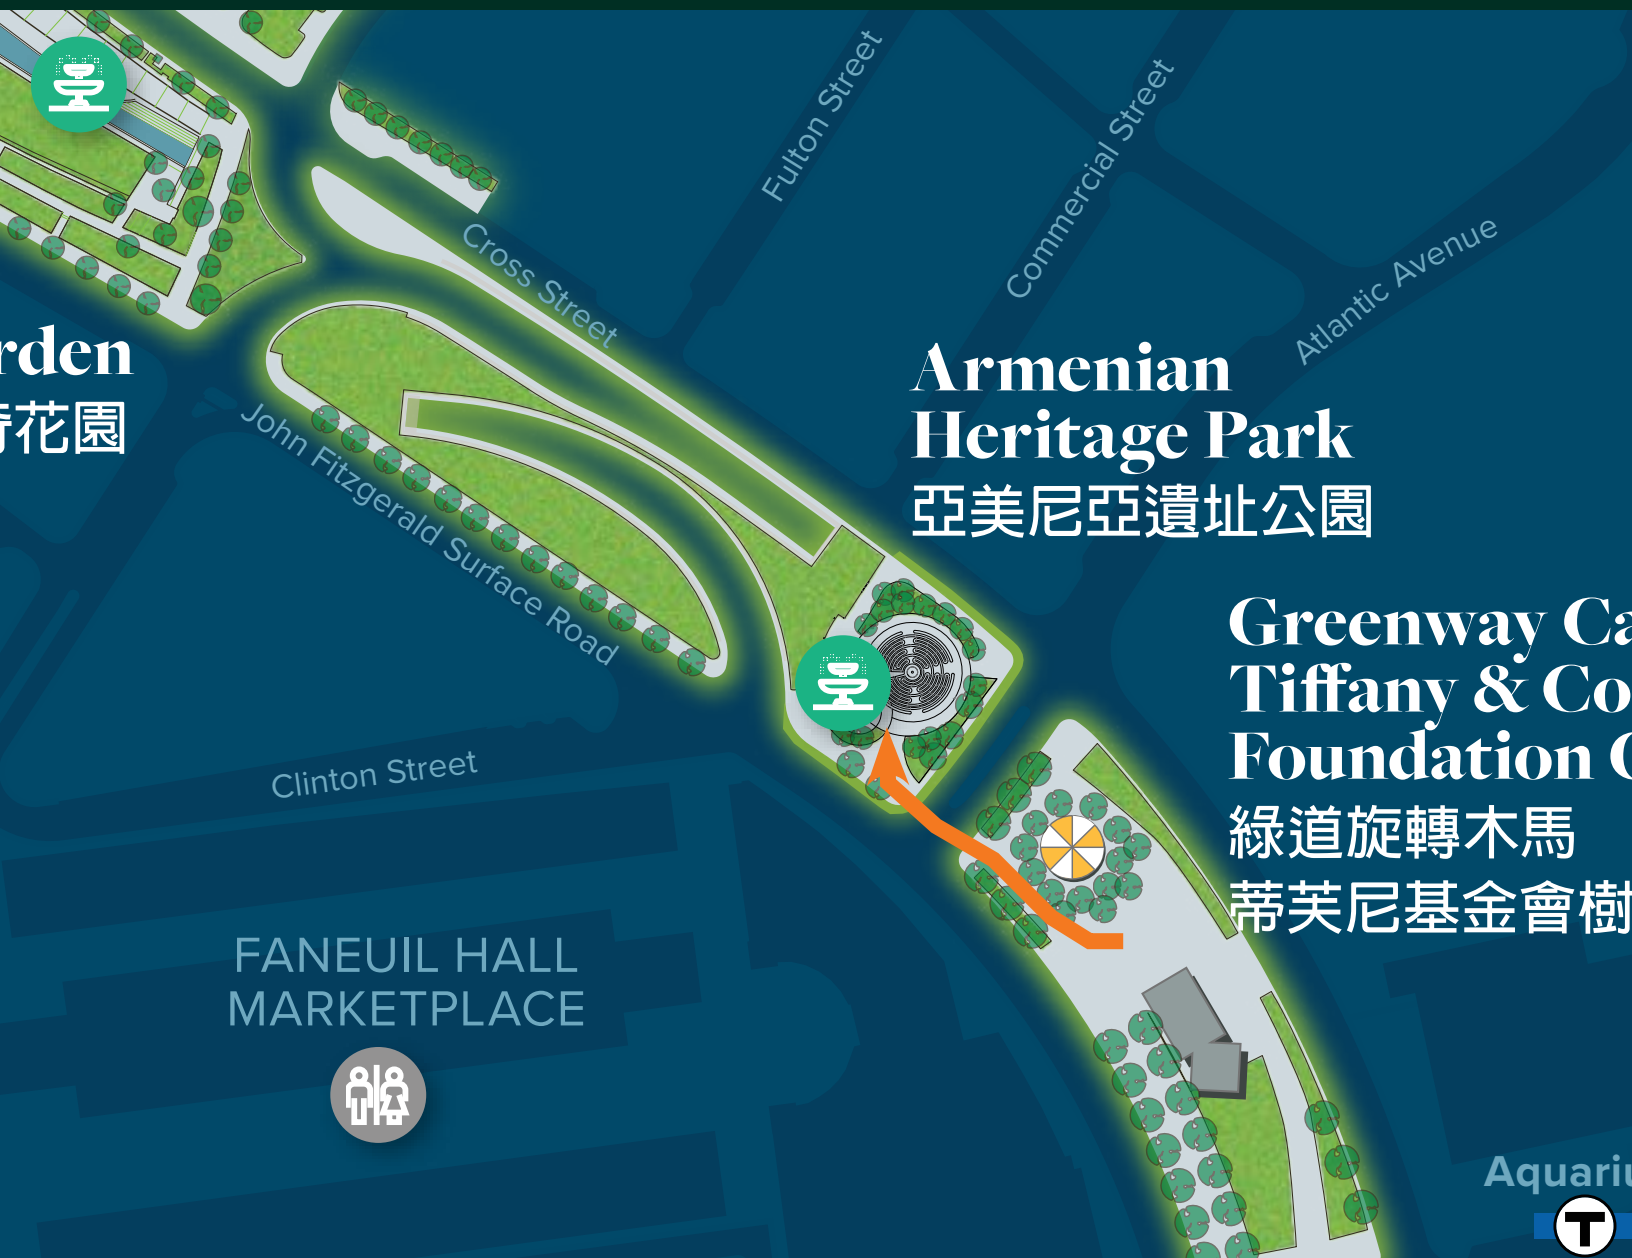 Fulton Street
Commercial Street
Cross Street
Atlantic Avenue
rden
花園
John Fitzgerald Surface Road
Armenian
Heritage Park
亞美尼亞遺址公園
Greenway Ca
Tiffany & Co
Foundation
綠道旋轉木馬
蒂芙尼基金會樹
Clinton Street
FANEUIL HALL
MARKETPLACE
Aquariu
T